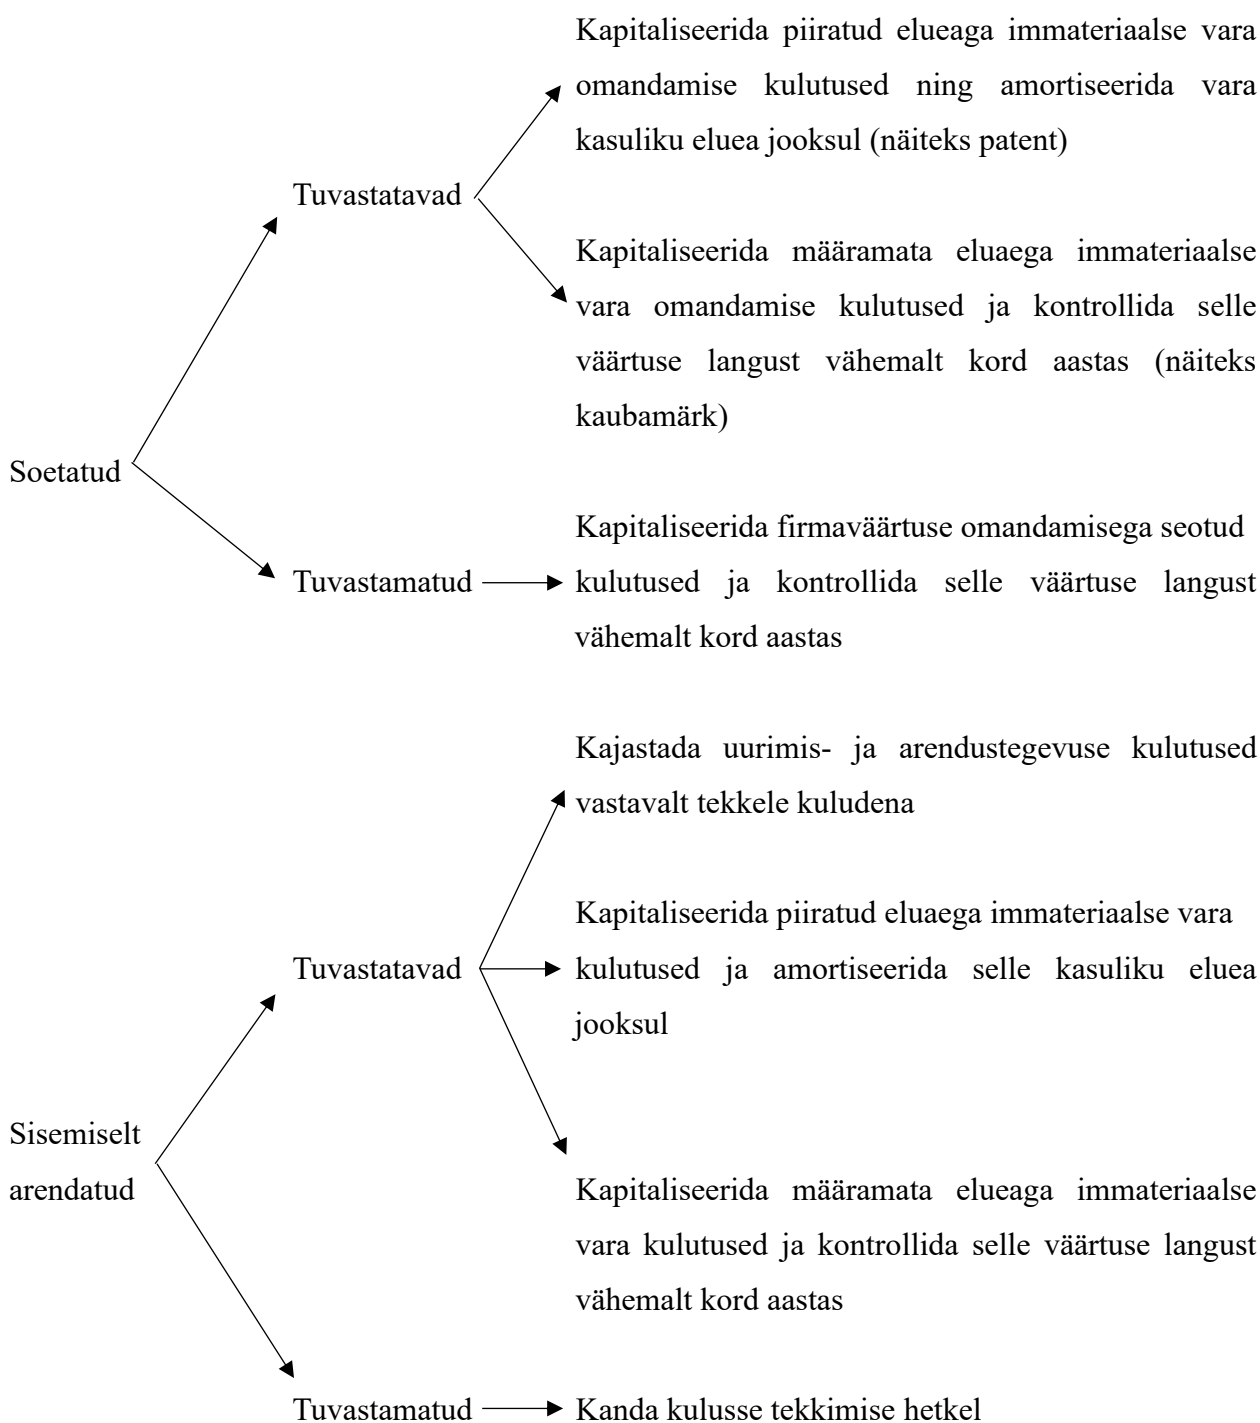 Kapitaliseerida piiratud elueaga immateriaalse vara
omandamise kulutused ning amortiseerida vara
kasuliku eluea jooksul (näiteks patent)
Tuvastatavad
Kapitaliseerida määramata eluaega immateriaalse
vara omandamise kulutused ja kontrollida selle
väärtuse langust vähemalt kord aastas (näiteks
kaubamärk)
Soetatud
Kapitaliseerida firmaväärtuse omandamisega seotud
Tuvastamatud kulutused ja kontrollida selle väärtuse langust
vähemalt kord aastas
Kajastada uurimis- ja arendustegevuse kulutused
vastavalt tekkele kuludena
Kapitaliseerida piiratud eluaega immateriaalse vara
Tuvastatavad kulutused ja amortiseerida selle kasuliku eluea
jooksul
Sisemiselt
arendatud
Kapitaliseerida määramata elueaga immateriaalse
vara kulutused ja kontrollida selle väärtuse langust
vähemalt kord aastas
Tuvastamatud Kanda kulusse tekkimise hetkel